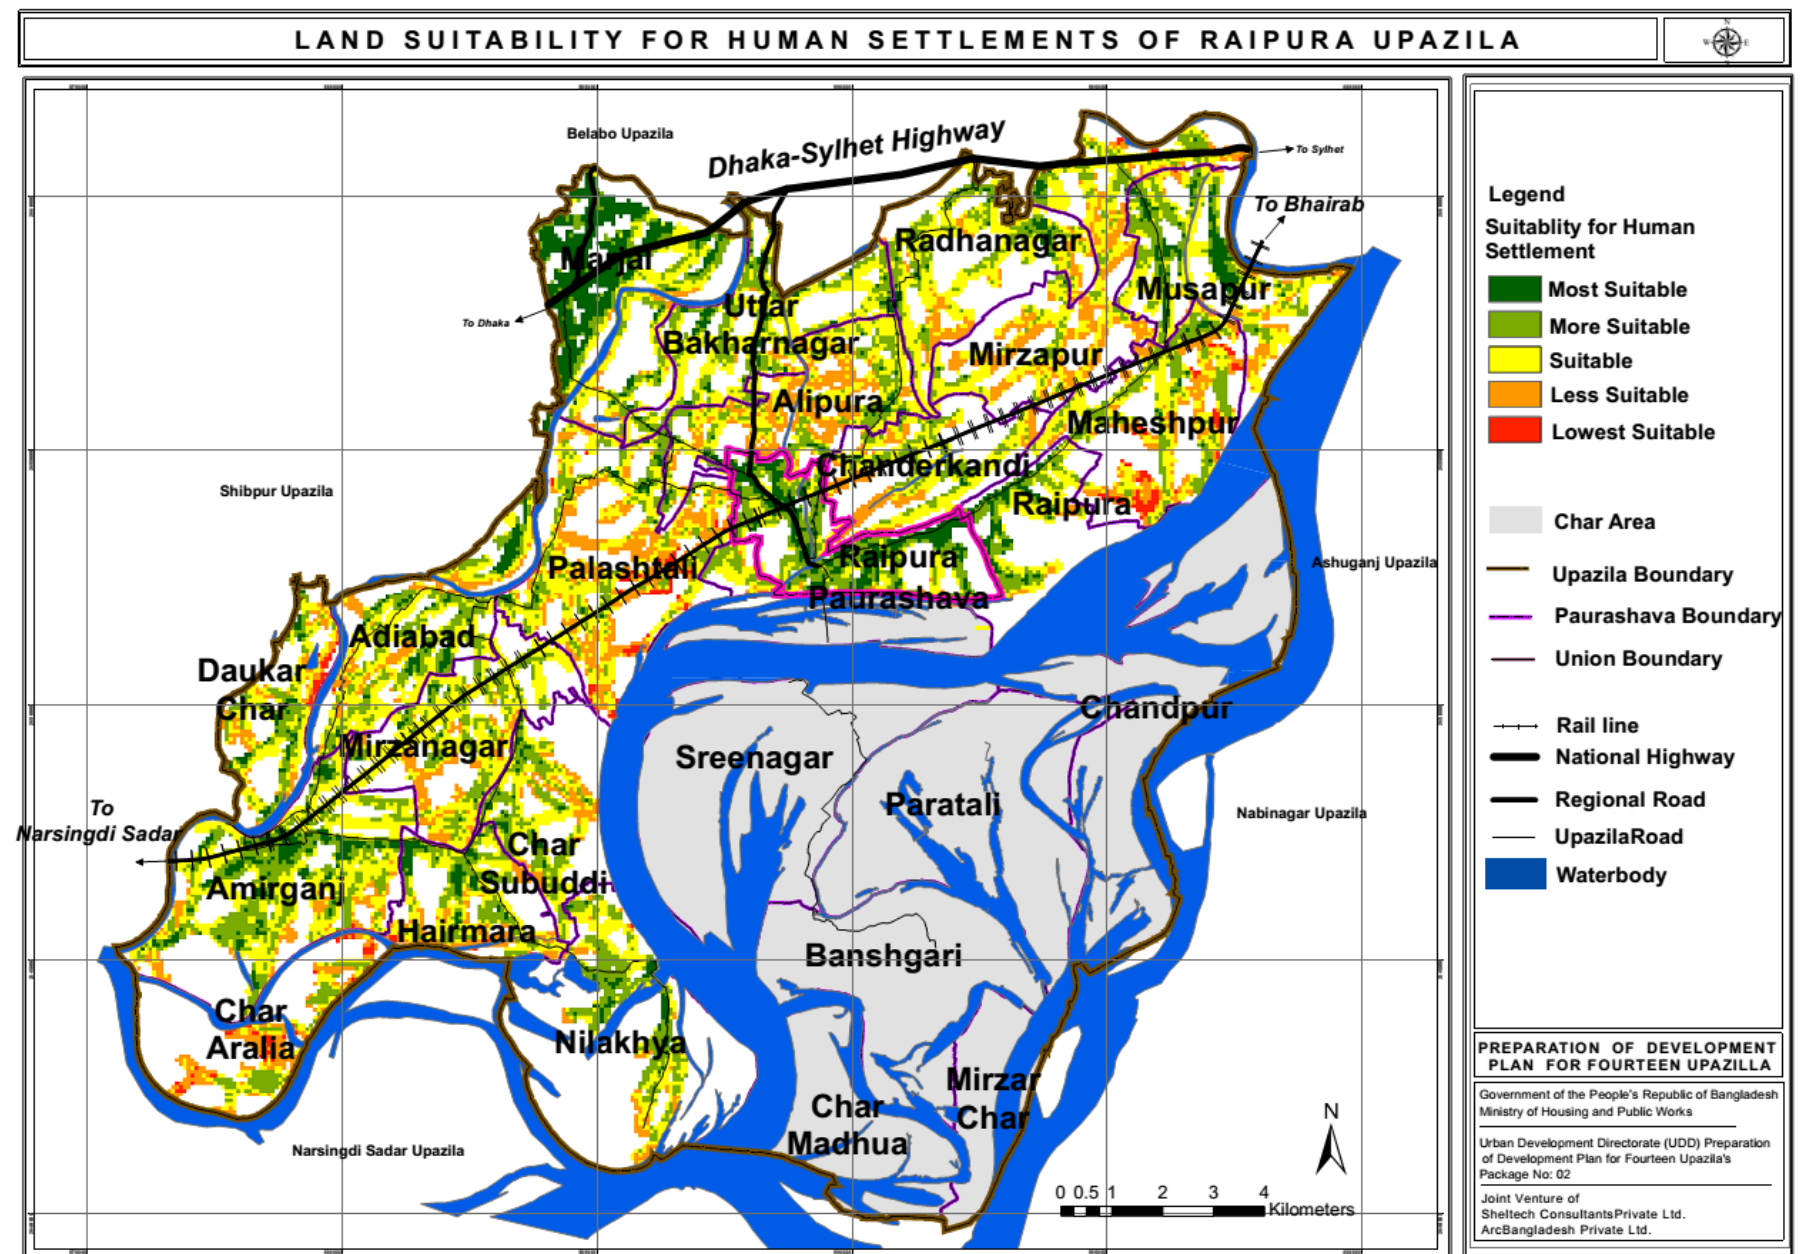 LAND SUITABILITY FOR HUMAN SETTLEMENTS OF RAIPURA UPAZILA
N
W
E
Belabo Upazila
Dhaka-Sylhet Highway
To Sylhet
To Bhairab
Radhanagar
Marjal
Musapur
Uttar
Bakharnagar
To Dhaka
Mirzapur
Alipura
Maheshpur
Chanderkandi
Shibpur Upazila
Raipura
Raipura
Paurashava
Palashtali
Ashuganj Upazila
Adiabad
Daukar
Char
Chandpur
Mirzanagar
Sreenagar
Paratali
To
Narsingdi Sadar
Nabinagar Upazila
Char
Subuddi
Amirganj
Hairmara
Banshgari
Char
Aralia
Nilakhya
Mirzar
Char
Char
Madhua
Narsingdi Sadar Upazila
N
0 0.5 1 2 3 4
Kilometers
Legend
Suitablity for Human
Settlement
Most Suitable
More Suitable
Suitable
Less Suitable
Lowest Suitable
Char Area
Upazila Boundary
Paurashava Boundary
Union Boundary
Rail line
National Highway
Regional Road
UpazilaRoad
Waterbody
PREPARATION OF DEVELOPMENT
PLAN FOR FOURTEEN UPAZILLA
Government of the People's Republic of Bangladesh
Ministry of Housing and Public Works
Urban Development Directorate (UDD) Preparation
of Development Plan for Fourteen Upazila's
Package No: 02
Joint Venture of
Sheltech ConsultantsPrivate Ltd.
ArcBangladesh Private Ltd.